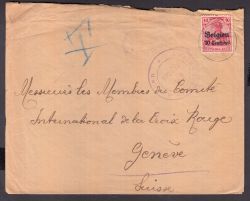 Belgien
10 Centimes
Messieurs les Membres du Comité
International de la Croix Rouge
Genève
Suisse